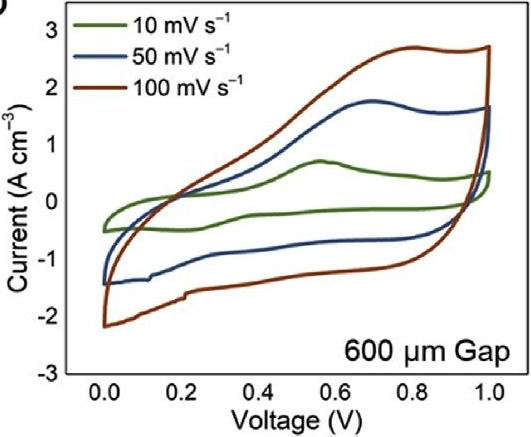 10 mV s⁻¹
50 mV s⁻¹
100 mV s⁻¹
Current (A cm⁻³)
3
2
1
0
-1
-2
-3
600 μm Gap
0.0 0.2 0.4 0.6 0.8 1.0
Voltage (V)